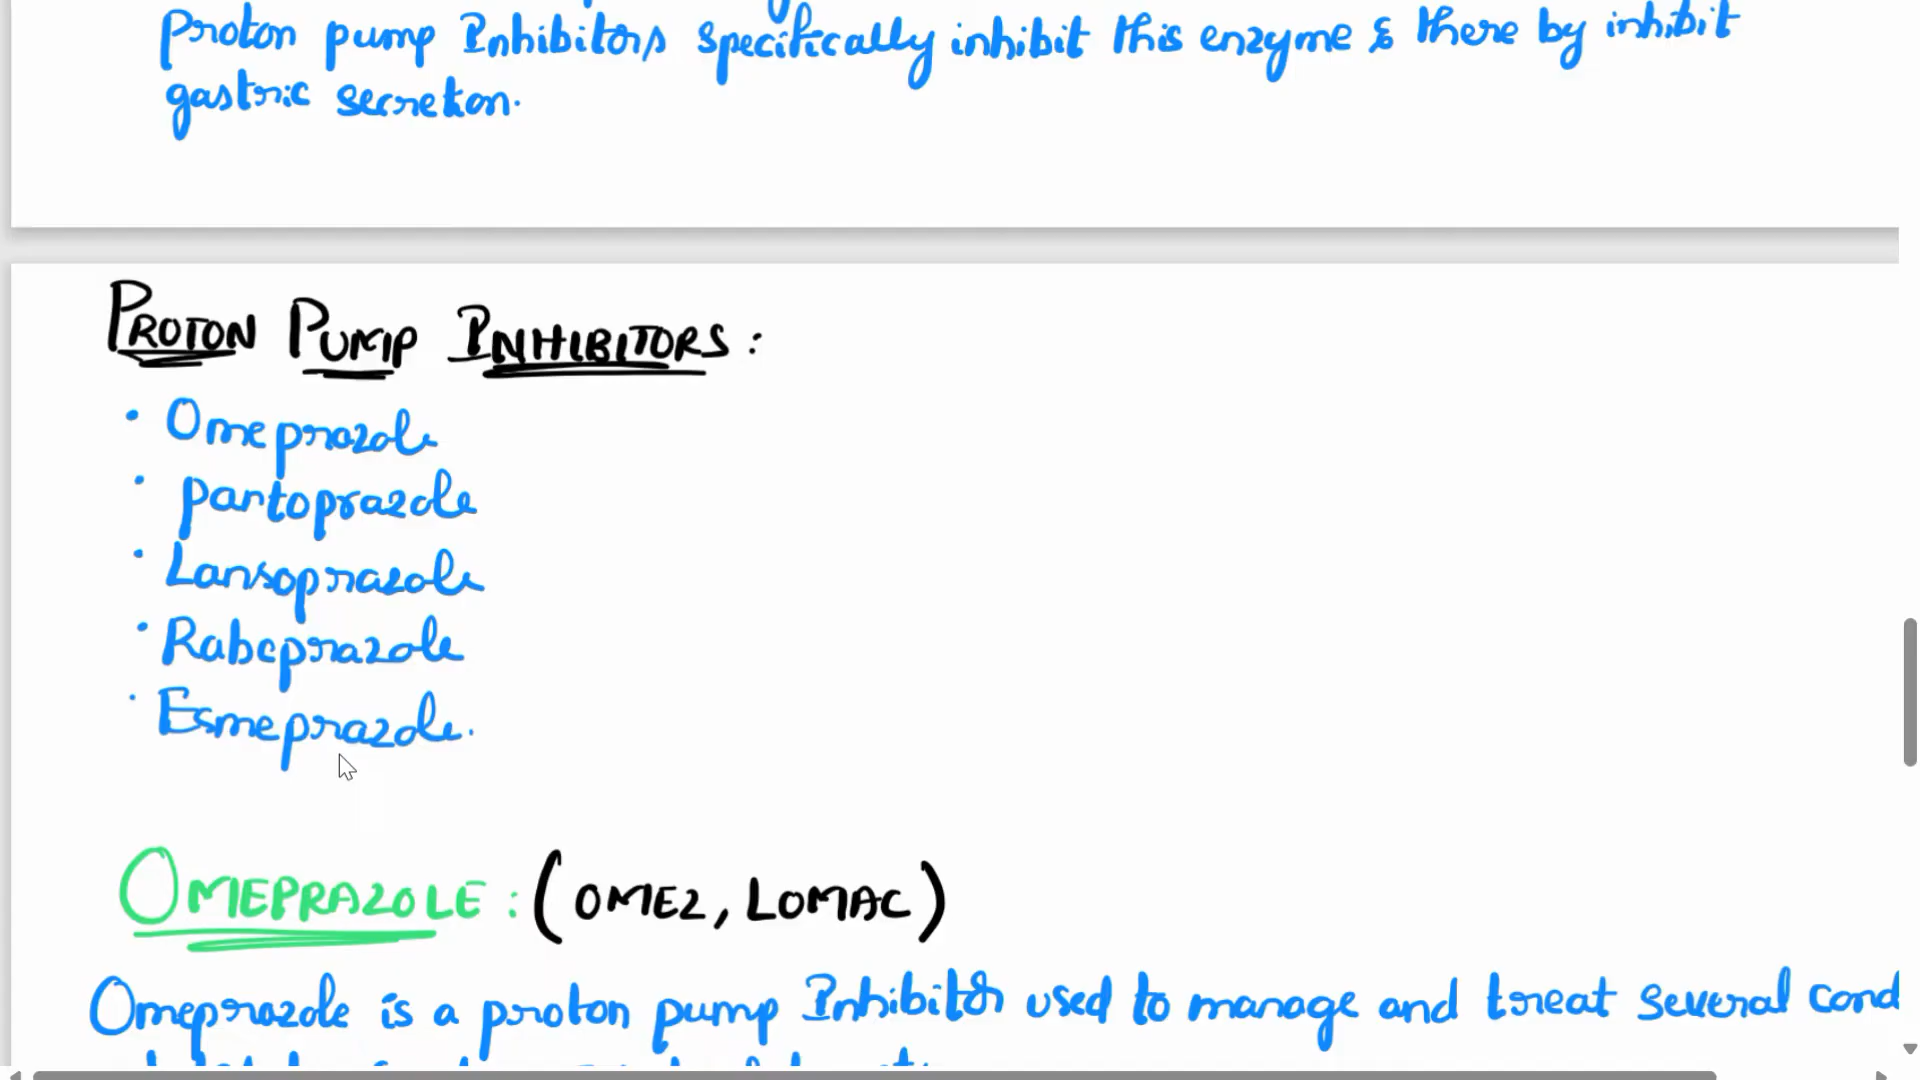 Proton pump Inhibitors specifically inhibit this enzyme & there by inhibit
gastric secretion.
PROTON PUMP INHIBITORS:
• Omeprazole
• pantoprazole
• Lansoprazole
• Rabeprazole
• Esmeprazole.
OMEPRAZOLE: (OMEZ, LOMAC)
Omeprazole is a proton pump Inhibitor used to manage and treat several cond